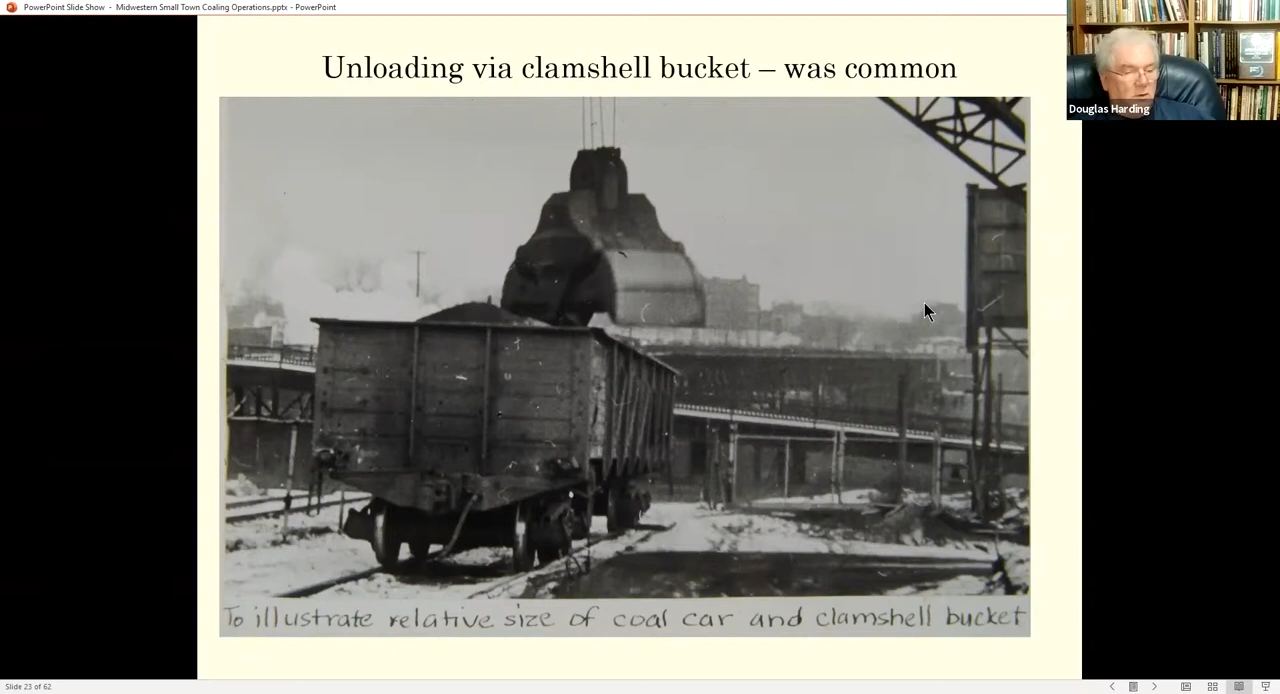 PowerPoint Slide Show - Midwestern Small Town Coaling Operations.pptx - PowerPoint
Unloading via clamshell bucket – was common
Douglas Harding
To illustrate relative size of coal car and clamshell bucket
Slide 23 of 62